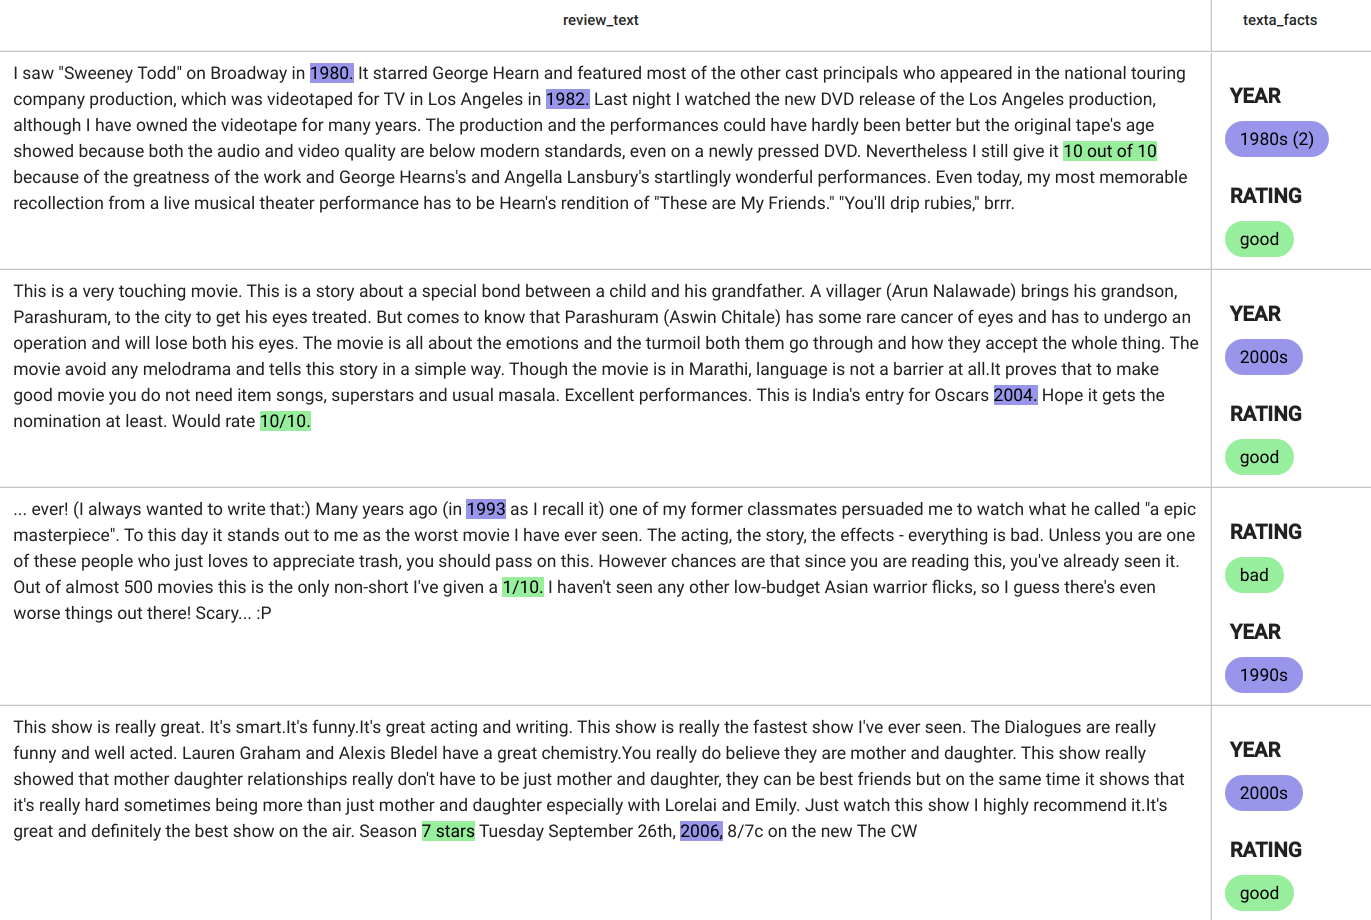 review_text
texta_facts
I saw "Sweeney Todd" on Broadway in 1980. It starred George Hearn and featured most of the other cast principals who appeared in the national touring
company production, which was videotaped for TV in Los Angeles in 1982. Last night I watched the new DVD release of the Los Angeles production,
although I have owned the videotape for many years. The production and the performances could have hardly been better but the original tape's age
showed because both the audio and video quality are below modern standards, even on a newly pressed DVD. Nevertheless I still give it 10 out of 10
because of the greatness of the work and George Hearns's and Angella Lansbury's startlingly wonderful performances. Even today, my most memorable
recollection from a live musical theater performance has to be Hearn's rendition of "These are My Friends." "You'll drip rubies," brrr.
YEAR
1980s (2)
RATING
good
This is a very touching movie. This is a story about a special bond between a child and his grandfather. A villager (Arun Nalawade) brings his grandson,
Parashuram, to the city to get his eyes treated. But comes to know that Parashuram (Aswin Chitale) has some rare cancer of eyes and has to undergo an
operation and will lose both his eyes. The movie is all about the emotions and the turmoil both them go through and how they accept the whole thing. The
movie avoid any melodrama and tells this story in a simple way. Though the movie is in Marathi, language is not a barrier at all.It proves that to make
good movie you do not need item songs, superstars and usual masala. Excellent performances. This is India's entry for Oscars 2004. Hope it gets the
nomination at least. Would rate 10/10.
YEAR
2000s
RATING
good
... ever! (I always wanted to write that:) Many years ago (in 1993 as I recall it) one of my former classmates persuaded me to watch what he called "a epic
masterpiece". To this day it stands out to me as the worst movie I have ever seen. The acting, the story, the effects - everything is bad. Unless you are one
of these people who just loves to appreciate trash, you should pass on this. However chances are that since you are reading this, you've already seen it.
Out of almost 500 movies this is the only non-short I've given a 1/10. I haven't seen any other low-budget Asian warrior flicks, so I guess there's even
worse things out there! Scary... :P
RATING
bad
YEAR
1990s
This show is really great. It's smart.It's funny.It's great acting and writing. This show is really the fastest show I've ever seen. The Dialogues are really
funny and well acted. Lauren Graham and Alexis Bledel have a great chemistry.You really do believe they are mother and daughter. This show really
showed that mother daughter relationships really don't have to be just mother and daughter, they can be best friends but on the same time it shows that
it's really hard sometimes being more than just mother and daughter especially with Lorelai and Emily. Just watch this show I highly recommend it.It's
great and definitely the best show on the air. Season 7 stars Tuesday September 26th, 2006, 8/7c on the new The CW
YEAR
2000s
RATING
good